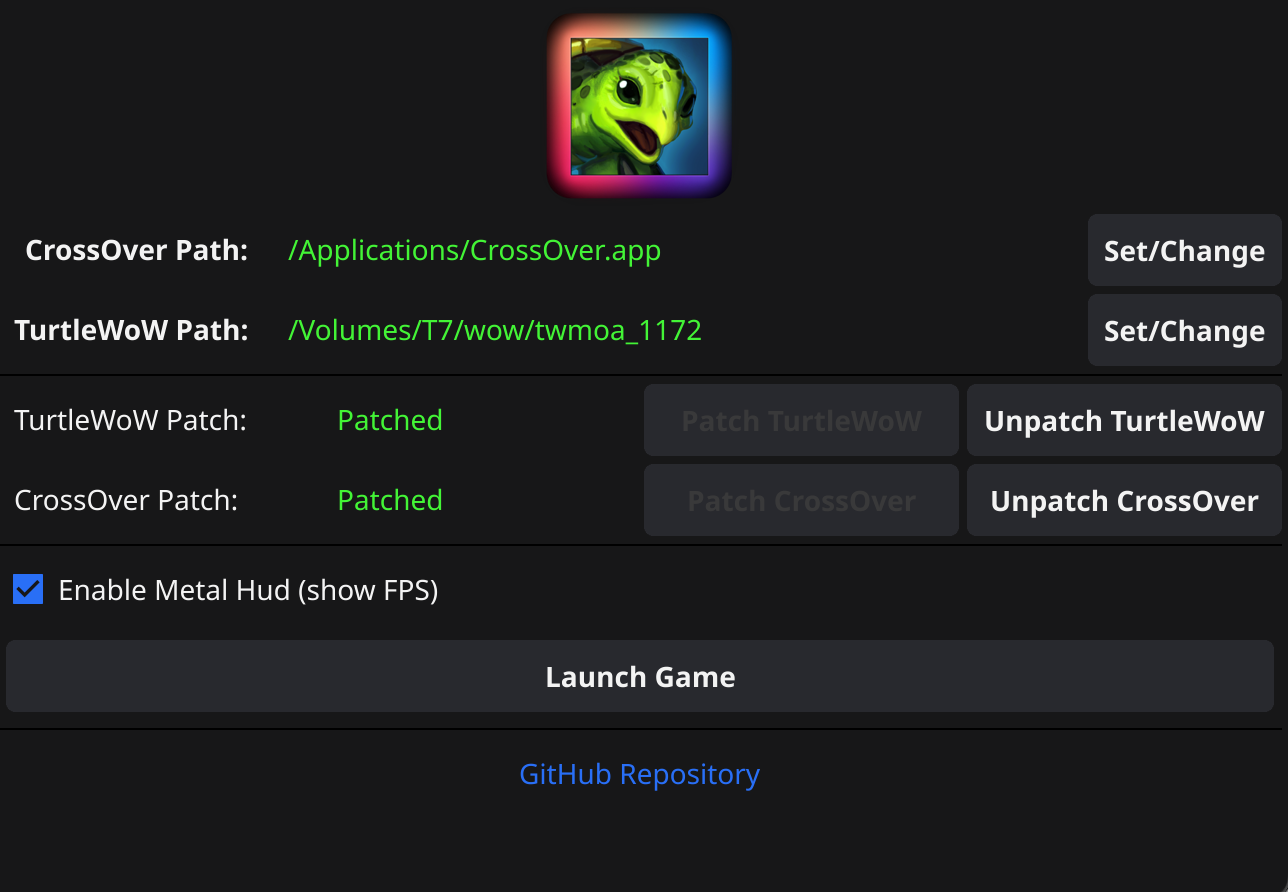 CrossOver Path: /Applications/CrossOver.app Set/Change
TurtleWoW Path: /Volumes/T7/wow/twmoa_1172 Set/Change
TurtleWoW Patch: Patched Patch TurtleWoW Unpatch TurtleWoW
CrossOver Patch: Patched Patch CrossOver Unpatch CrossOver
Enable Metal Hud (show FPS)
Launch Game
GitHub Repository